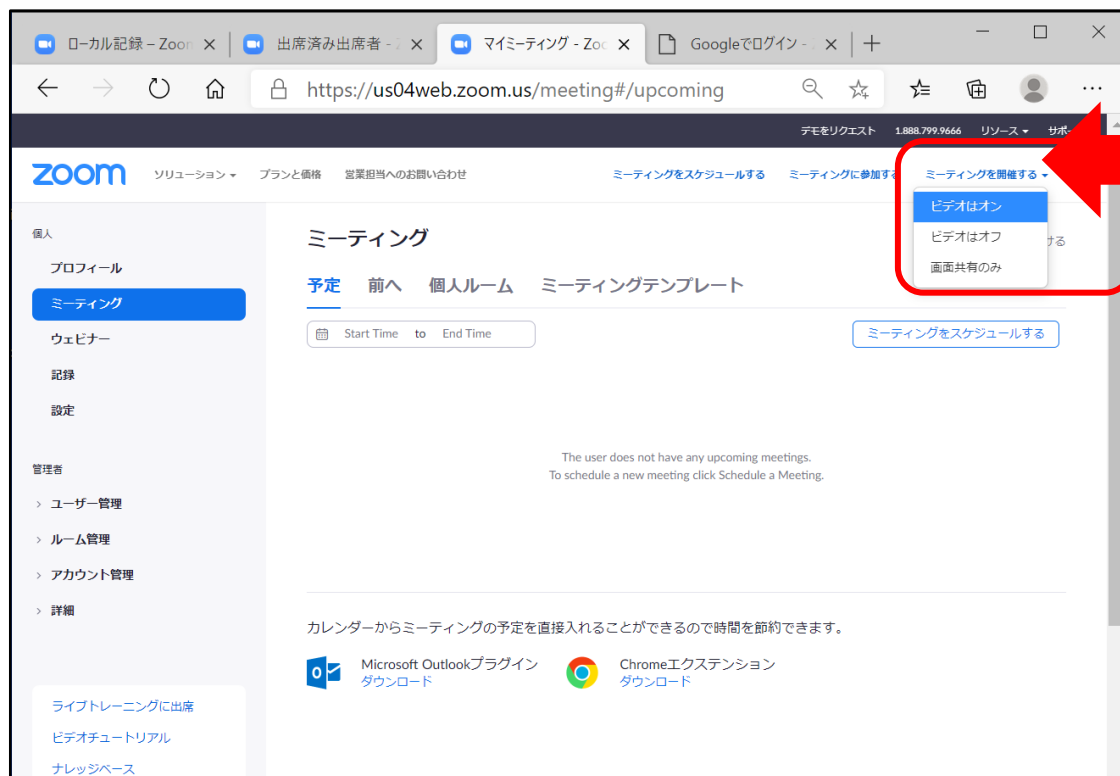 ローカル記録 – Zoon
出席済み出席者 -
マイミーティング - Zoc
Googleでログイン -
https://us04web.zoom.us/meeting#/upcoming
デモをリクエスト 1.888.799.9666 リソース サポ
zoom ソリューション プランと価格 営業担当へのお問い合わせ ミーティングをスケジュールする ミーティングに参加する ミーティングを開催する
ビデオはオン
ビデオはオフ
画面共有のみ
個人
プロフィール
ミーティング
ウェビナー
記録
設定
管理者
ユーザー管理
ルーム管理
アカウント管理
詳細
ライブトレーニングに出席
ビデオチュートリアル
ナレッジベース
ミーティング
ける
予定 前へ 個人ルーム ミーティングテンプレート
Start Time to End Time
ミーティングをスケジュールする
The user does not have any upcoming meetings.
To schedule a new meeting click Schedule a Meeting.
カレンダーからミーティングの予定を直接入れることができるので時間を節約できます。
Microsoft Outlookプラグイン
ダウンロード
Chromeエクステンション
ダウンロード